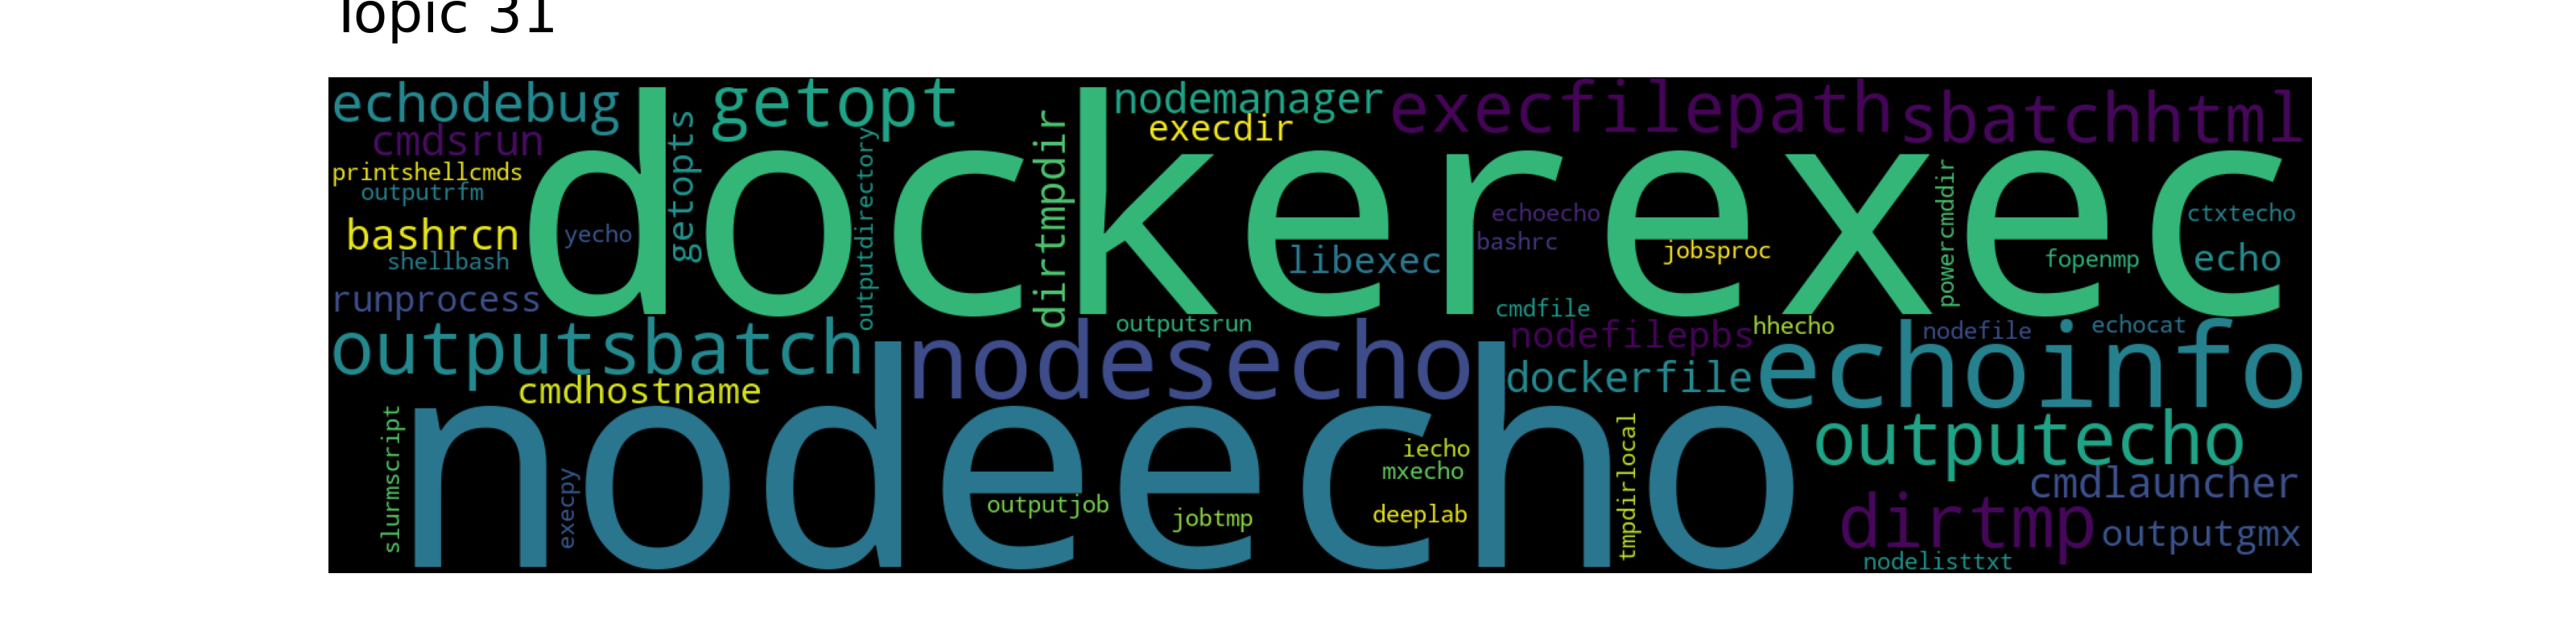 Topic 31
echodebug
getopt
nodemanager
execfilepath
sbatchhtml
cmdsrun
getopts
execdir
dirtmpdir
printshellcmds
outputrfm
outputdirectory
dockerexec
bashrcn
yecho
shellbash
echoecho
bashrc
libexec
jobsproc
powercmddir
ctxtecho
fopenmp
echo
runprocess
cmdfile
outputsbatch
outputsrun
nodesecho
nodefilepbs
hhecho
nodefile
echocat
echoinfo
cmdhostname
dockerfile
slurmscript
nodeecho
execpy
outputjob
jobtmp
iecho
mxecho
deeplab
tmpdirlocal
outputecho
cmdlauncher
dirtmp
outputgmx
nodelisttxt